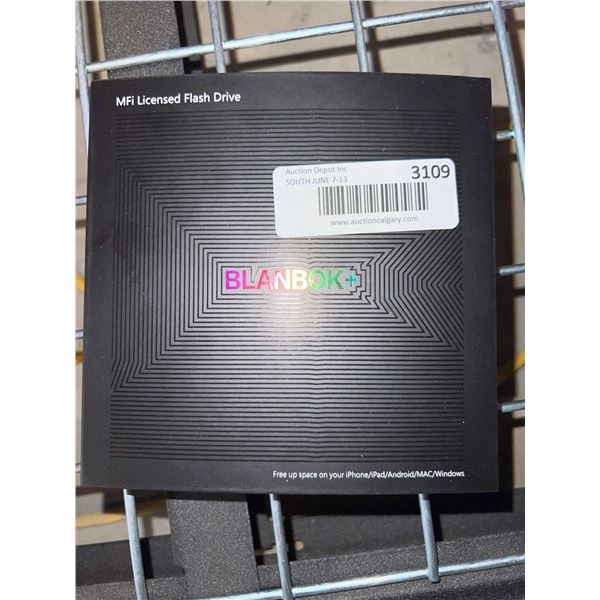 MFi Licensed Flash Drive
Auction Depot Inc
SOUTH JUNE 7-13
3109
www.auctioncalgary.com
BLANBOK+
Free up space on your iPhone/iPad/Android/MAC/Windows